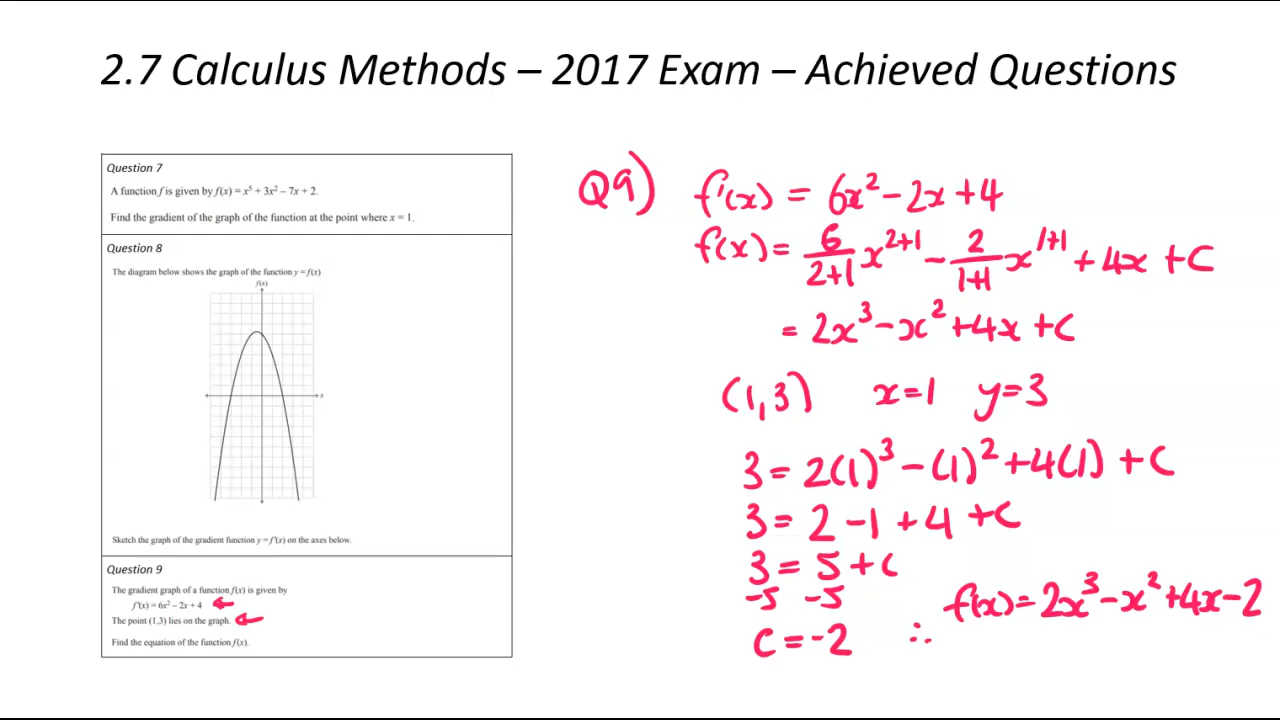 2.7 Calculus Methods – 2017 Exam – Achieved Questions
Question 7
A function f is given by f(x) = x⁵ + 3x² – 7x + 2.
Find the gradient of the graph of the function at the point where x = 1.
Question 8
The diagram below shows the graph of the function y = f(x)
f(x)
x
Sketch the graph of the gradient function y = f′(x) on the axes below.
Question 9
The gradient graph of a function f(x) is given by
f′(x) = 6x² – 2x + 4
The point (1,3) lies on the graph.
Find the equation of the function f(x).
Q9) f'(x) = 6x² - 2x + 4
f(x) = 6/(2+1) x²⁺¹ - 2/(1+1) x¹⁺¹ + 4x + C
= 2x³ - x² + 4x + C
(1,3) x=1 y=3
3 = 2(1)³ - (1)² + 4(1) + C
3 = 2 - 1 + 4 + C
3 = 5 + C
-5 -5
C = -2 ∴ f(x) = 2x³ - x² + 4x - 2